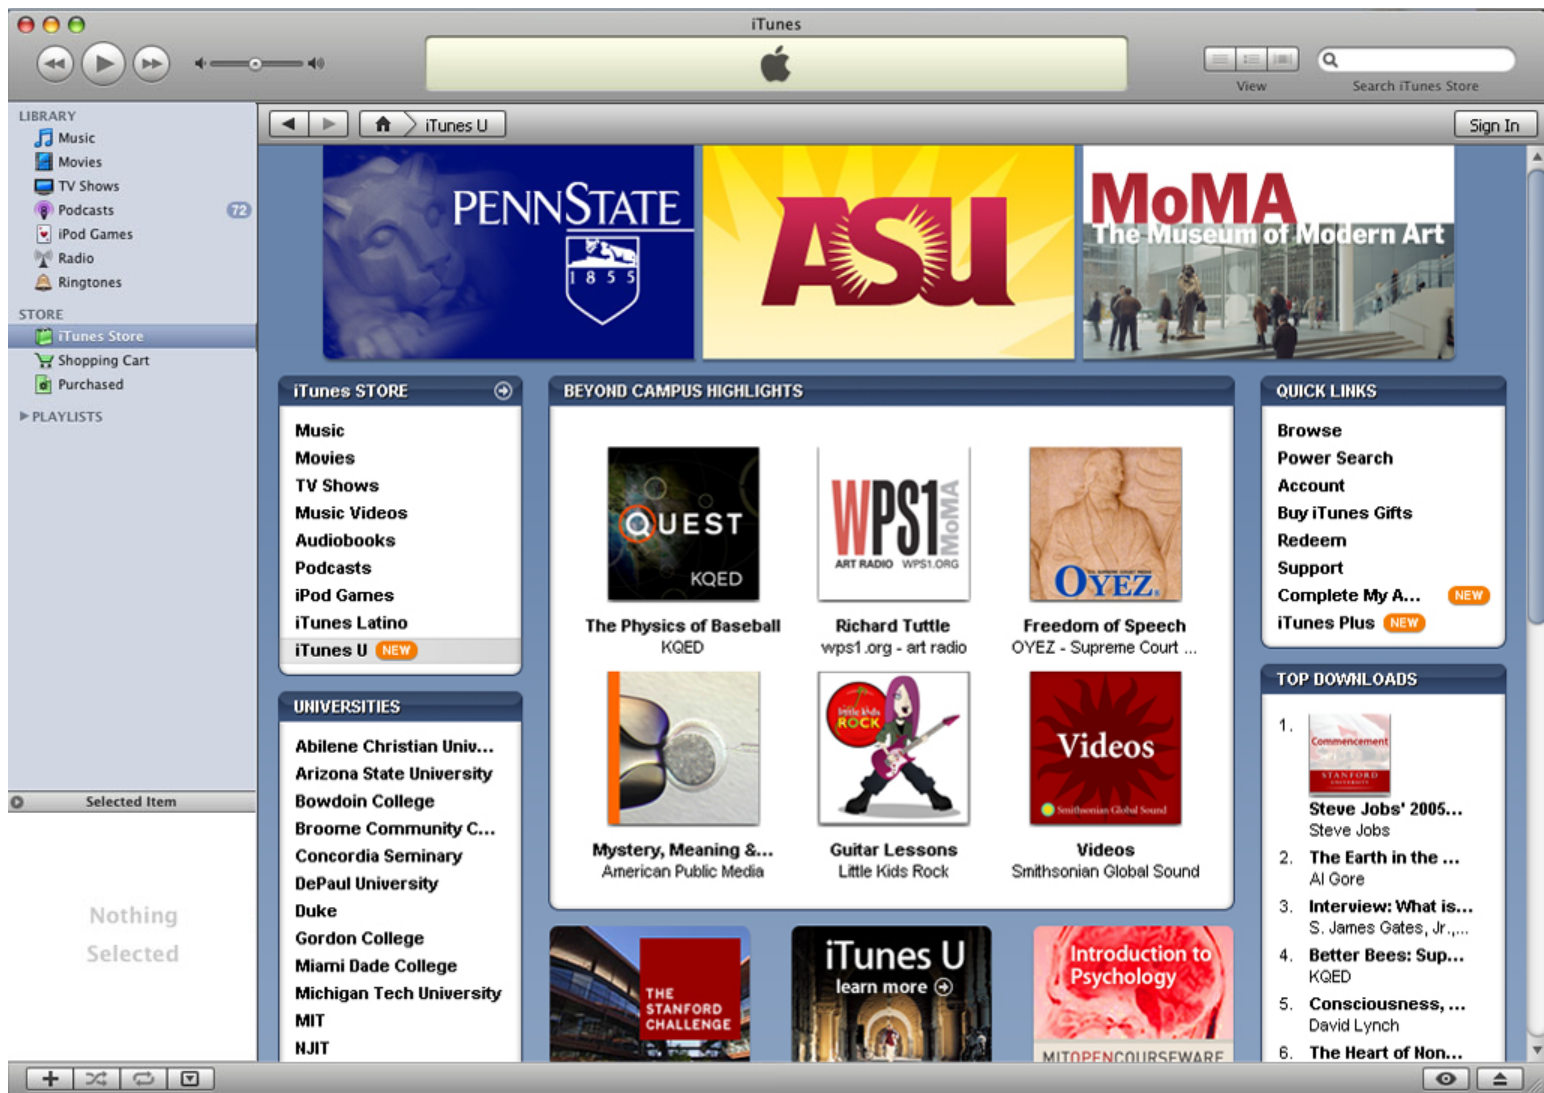 iTunes
View
Search iTunes Store
LIBRARY
Music
Movies
TV Shows
Podcasts 72
iPod Games
Radio
Ringtones
STORE
iTunes Store
Shopping Cart
Purchased
PLAYLISTS
Selected Item
Nothing
Selected
iTunes U
Sign In
PENNSTATE
1855
ASU
MoMA
The Museum of Modern Art
iTunes STORE
Music
Movies
TV Shows
Music Videos
Audiobooks
Podcasts
iPod Games
iTunes Latino
iTunes U NEW
UNIVERSITIES
Abilene Christian Univ...
Arizona State University
Bowdoin College
Broome Community C...
Concordia Seminary
DePaul University
Duke
Gordon College
Miami Dade College
Michigan Tech University
MIT
NJIT
BEYOND CAMPUS HIGHLIGHTS
QUEST
KQED
The Physics of Baseball
KQED
WPS1
MoMA
ART RADIO WPS1.ORG
Richard Tuttle
wps1.org - art radio
OYEZ
Freedom of Speech
OYEZ - Supreme Court ...
Mystery, Meaning &...
American Public Media
little kids
ROCK
Guitar Lessons
Little Kids Rock
Videos
Smithsonian Global Sound
Videos
Smithsonian Global Sound
THE
STANFORD
CHALLENGE
iTunes U
learn more
Introduction to
Psychology
MITOPENCOURSEWARE
QUICK LINKS
Browse
Power Search
Account
Buy iTunes Gifts
Redeem
Support
Complete My A... NEW
iTunes Plus NEW
TOP DOWNLOADS
1.
Commencement
STANFORD
UNIVERSITY
Steve Jobs' 2005...
Steve Jobs
2. The Earth in the ...
Al Gore
3. Interview: What is...
S. James Gates, Jr.,...
4. Better Bees: Sup...
KQED
5. Consciousness, ...
David Lynch
6. The Heart of Non...